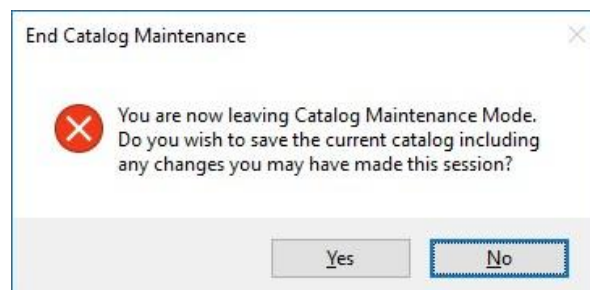 End Catalog Maintenance
You are now leaving Catalog Maintenance Mode.
Do you wish to save the current catalog including
any changes you may have made this session?
Yes
No